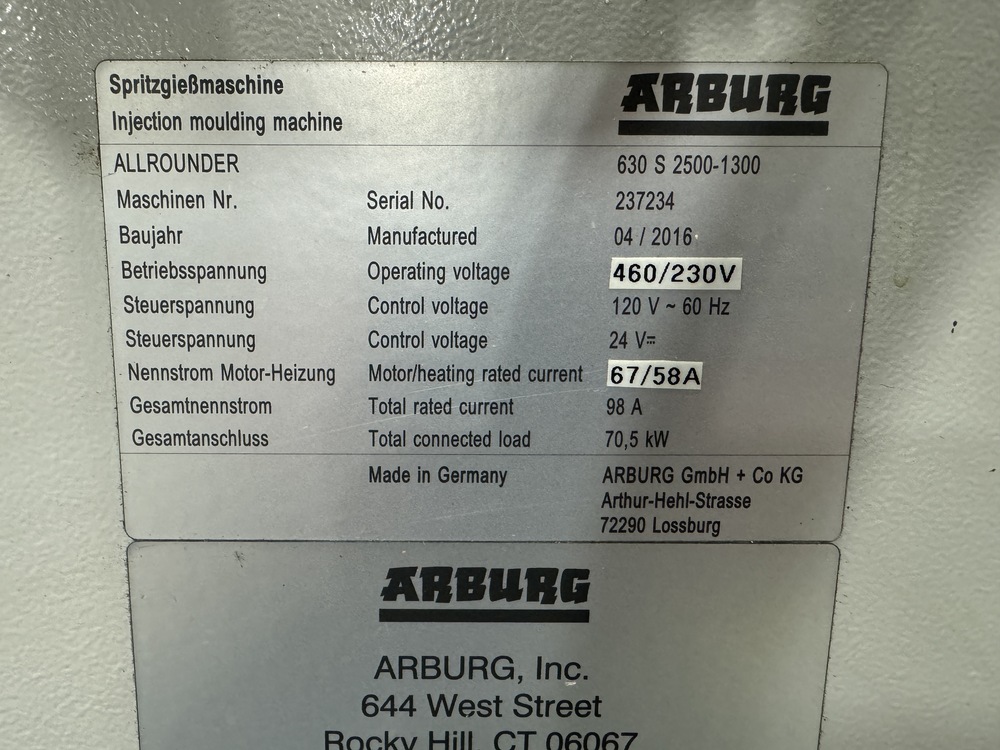 Spritzgießmaschine
ARBURG
Injection moulding machine
ALLROUNDER 630 S 2500-1300
Maschinen Nr. Serial No. 237234
Baujahr Manufactured 04 / 2016
Betriebsspannung Operating voltage 460/230V
Steuerspannung Control voltage 120 V ~ 60 Hz
Steuerspannung Control voltage 24 V⎓
Nennstrom Motor-Heizung Motor/heating rated current 67/58A
Gesamtnennstrom Total rated current 98 A
Gesamtanschluss Total connected load 70,5 kW
Made in Germany ARBURG GmbH + Co KG
Arthur-Hehl-Strasse
72290 Lossburg
ARBURG
ARBURG, Inc.
644 West Street
Rocky Hill, CT 06067